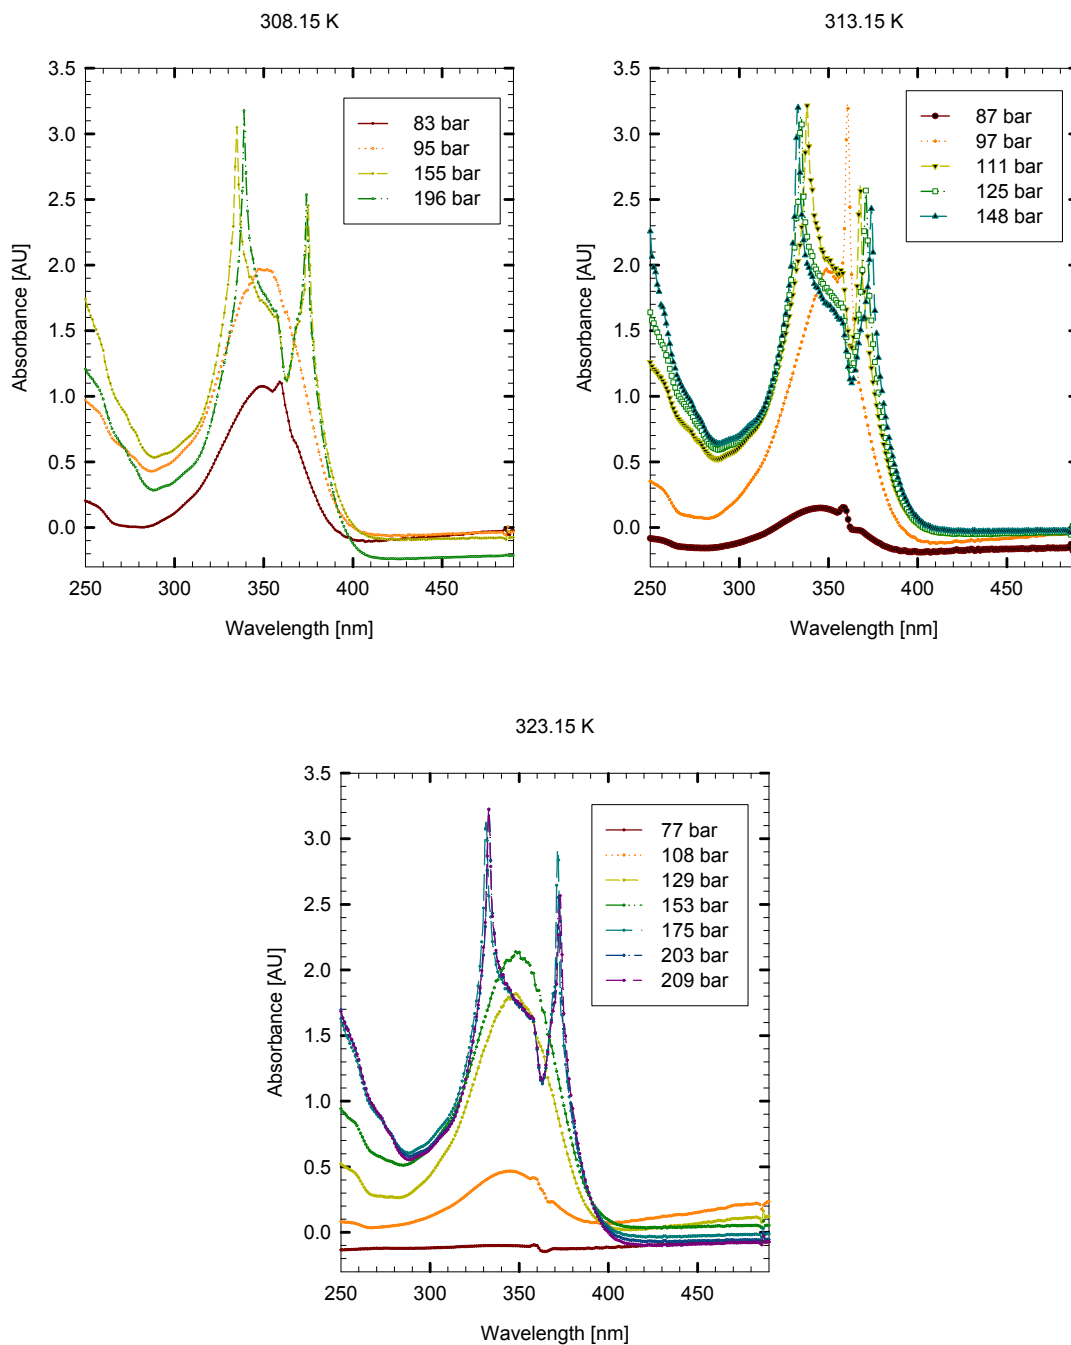 308.15 K
3.5
3.0
2.5
2.0
1.5
1.0
0.5
0.0
Absorbance [AU]
83 bar
95 bar
155 bar
196 bar
250
300
350
400
450
Wavelength [nm]
313.15 K
3.5
3.0
2.5
2.0
1.5
1.0
0.5
0.0
Absorbance [AU]
87 bar
97 bar
111 bar
125 bar
148 bar
250
300
350
400
450
Wavelength [nm]
323.15 K
3.5
3.0
2.5
2.0
1.5
1.0
0.5
0.0
Absorbance [AU]
77 bar
108 bar
129 bar
153 bar
175 bar
203 bar
209 bar
250
300
350
400
450
Wavelength [nm]